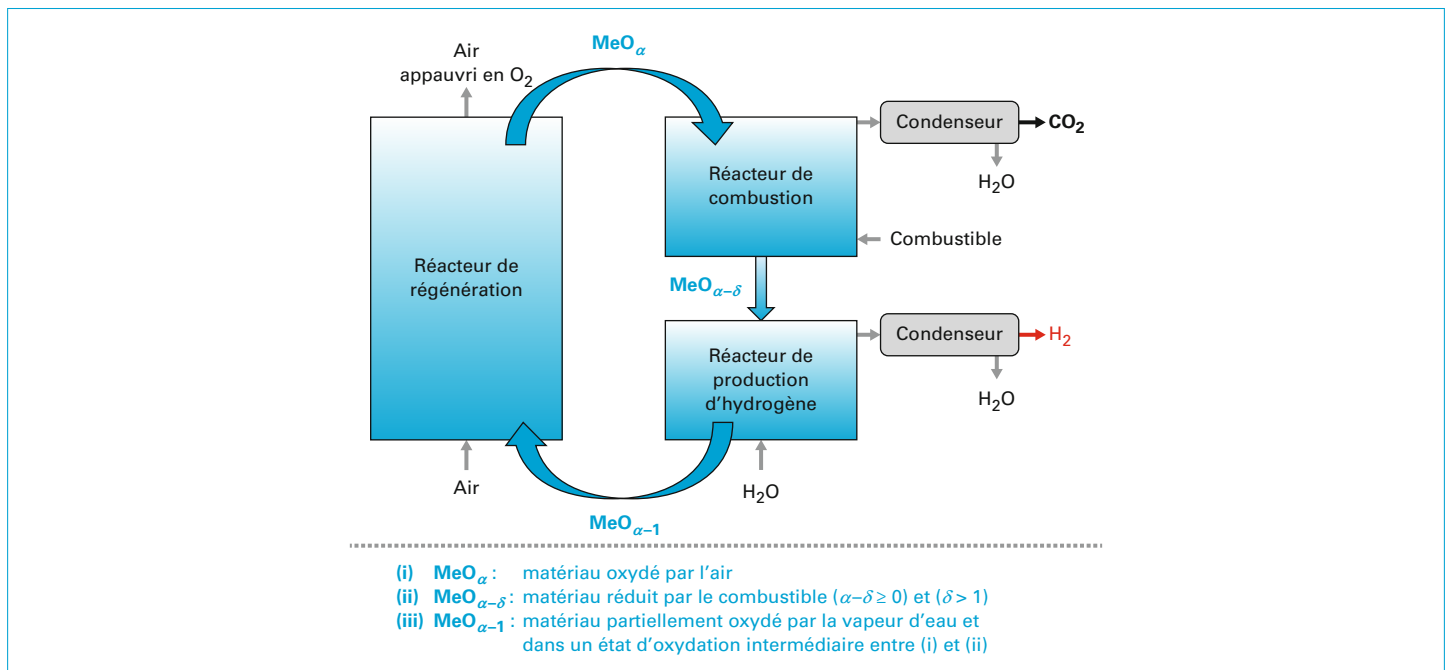 MeOα
Air
appauvri en O2
Condenseur
CO2
H2O
Réacteur de
combustion
Combustible
Réacteur de
régénération
MeOα–δ
Condenseur
H2
H2O
Réacteur de
production
d'hydrogène
Air
H2O
MeOα–1
(i) MeOα : matériau oxydé par l'air
(ii) MeOα–δ : matériau réduit par le combustible (α–δ ≥ 0) et (δ > 1)
(iii) MeOα–1 : matériau partiellement oxydé par la vapeur d'eau et
dans un état d'oxydation intermédiaire entre (i) et (ii)